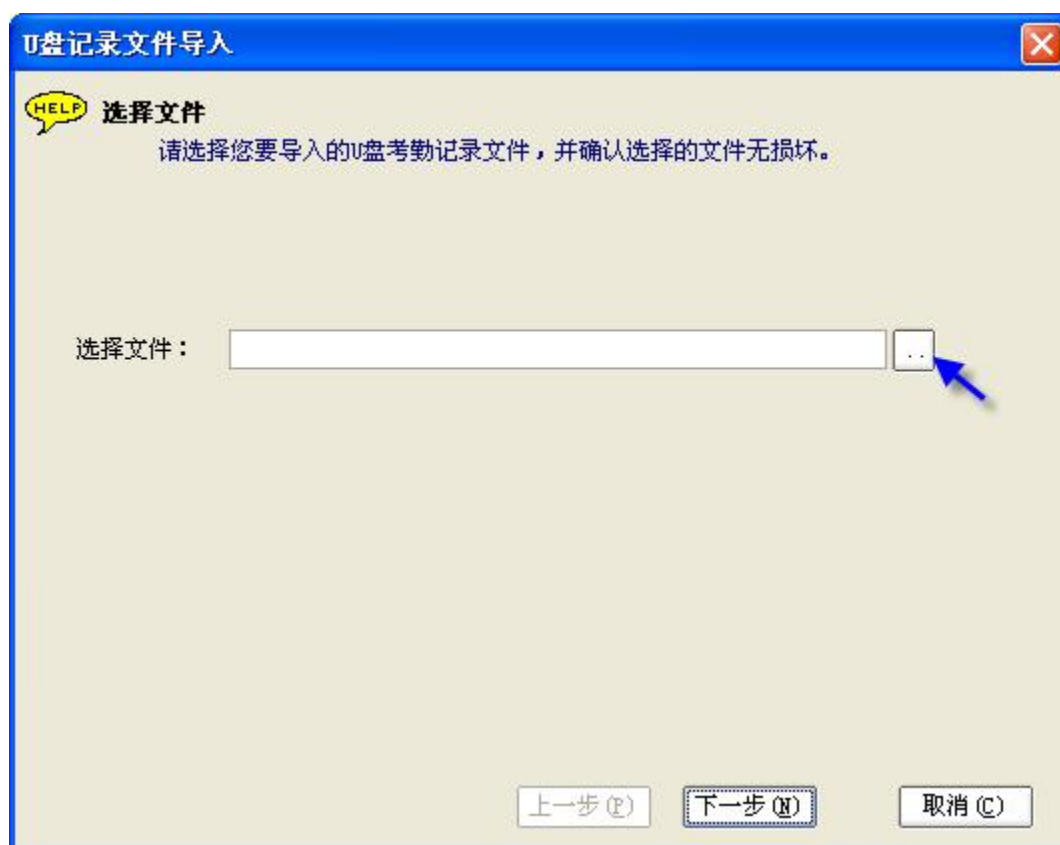 U盘记录文件导入
HELP 选择文件
请选择您要导入的U盘考勤记录文件，并确认选择的文件无损坏。
选择文件：
..
上一步(P) 下一步(N) 取消(C)